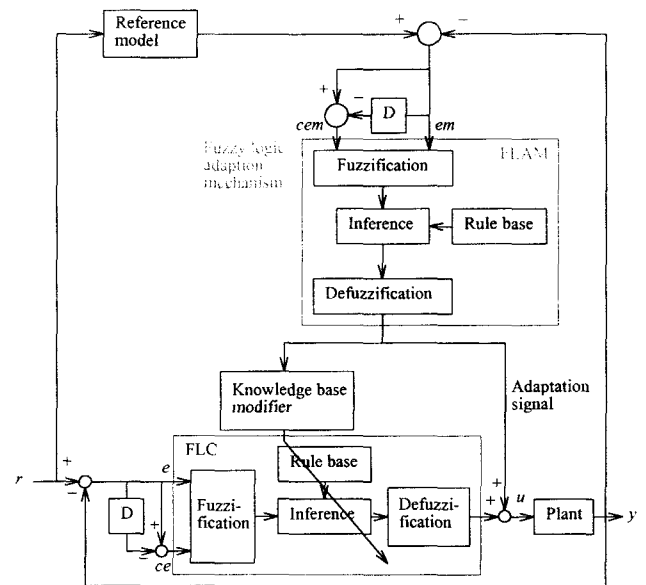 Reference
model
+
−
+
−
D
cem
em
Fuzzy logic
adaption
mechanism
FLAM
Fuzzification
Inference
Rule base
Defuzzification
Knowledge base
modifier
Adaptation
signal
FLC
Rule base
r
+
−
e
D
+
−
ce
Fuzzi-
fication
Inference
Defuzzi-
fication
+
+
u
Plant
y